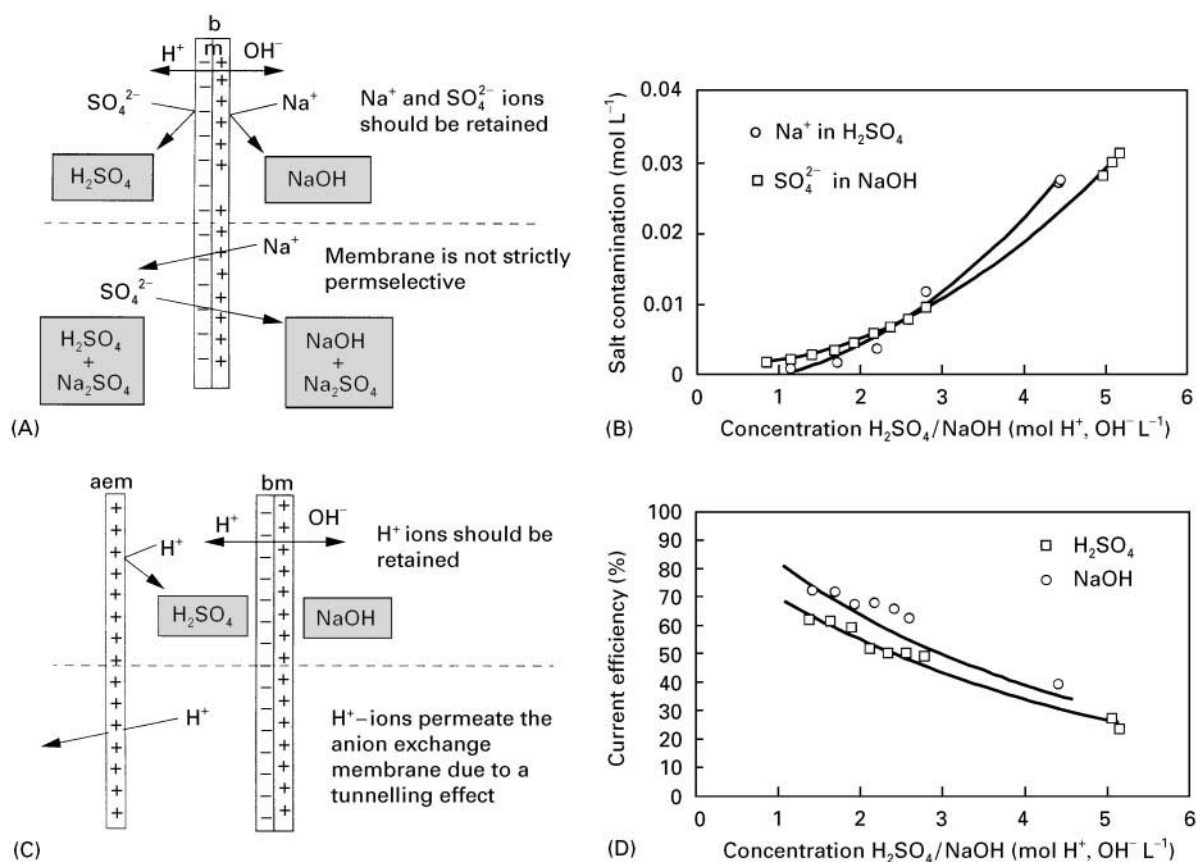 b
m
H⁺
OH⁻
SO₄²⁻
Na⁺
Na⁺ and SO₄²⁻ ions
should be retained
H₂SO₄
NaOH
Na⁺
Membrane is not strictly
permselective
SO₄²⁻
H₂SO₄
+
Na₂SO₄
NaOH
+
Na₂SO₄
(A)
0.04
0.03
0.02
0.01
0
Salt contamination (mol L⁻¹)
Na⁺ in H₂SO₄
SO₄²⁻ in NaOH
0 1 2 3 4 5 6
Concentration H₂SO₄/NaOH (mol H⁺, OH⁻ L⁻¹)
(B)
aem
bm
H⁺
H⁺
OH⁻
H⁺ ions should be
retained
H₂SO₄
NaOH
H⁺
H⁺–ions permeate the
anion exchange
membrane due to a
tunnelling effect
(C)
100
90
80
70
60
50
40
30
20
10
0
Current efficiency (%)
H₂SO₄
NaOH
0 1 2 3 4 5 6
Concentration H₂SO₄/NaOH (mol H⁺, OH⁻ L⁻¹)
(D)